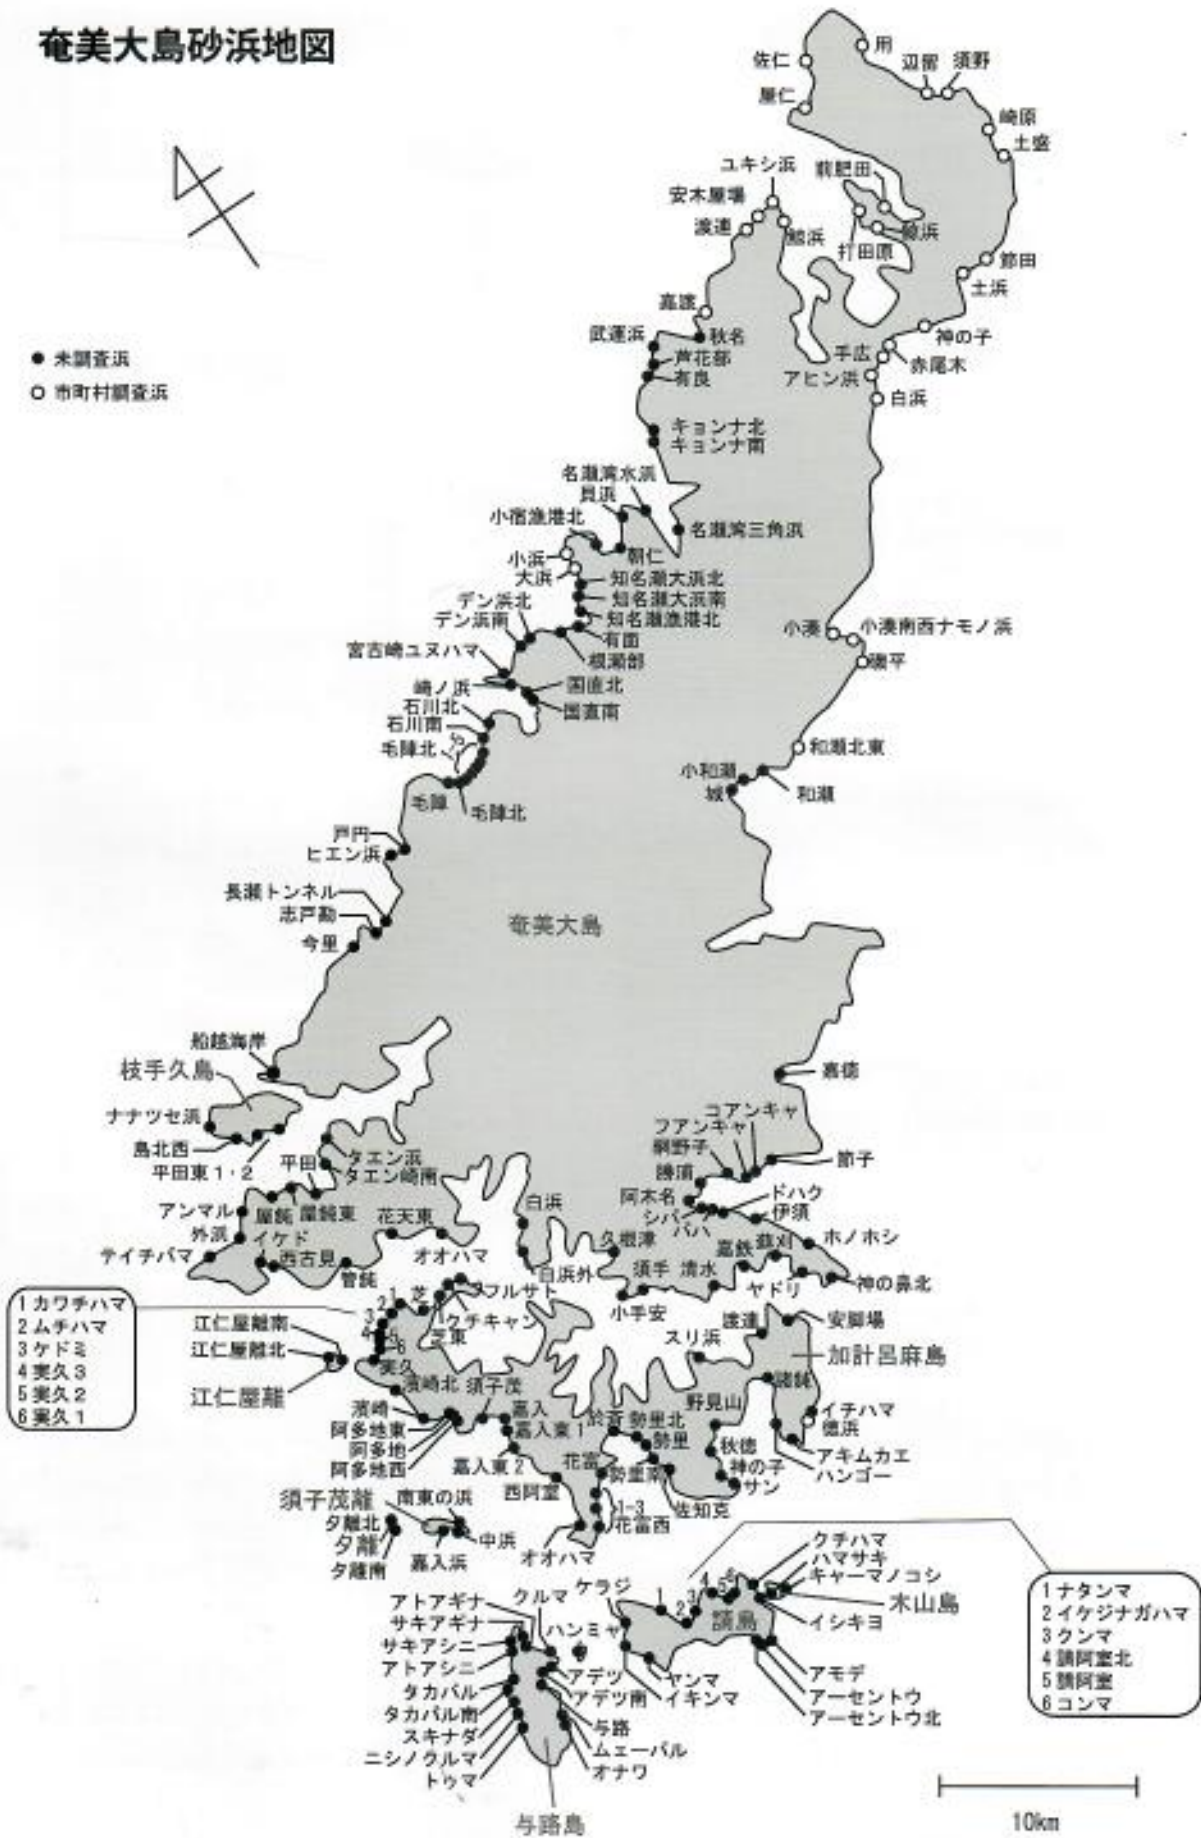 奄美大島砂浜地図
● 未調査浜
○ 市町村調査浜
用
佐仁
辺留
須野
屋仁
崎原
土盛
ユキシ浜
前肥田
安木屋場
渡連
鯨浜
打田原
節田
土浜
嘉渡
神の子
武運浜
秋名
手広
赤尾木
芦花部
アヒン浜
有良
白浜
キョンナ北
キョンナ南
名瀬湾水浜
貝浜
小宿漁港北
名瀬湾三角浜
小浜
朝仁
大浜
知名瀬大浜北
デン浜北
知名瀬大浜南
デン浜南
知名瀬漁港北
有面
小湊
小湊南西ナモノ浜
宮古崎ユヌハマ
根瀬部
磯平
崎ノ浜
国直北
石川北
国直南
石川南
毛陣北
和瀬北東
小和瀬
毛陣
毛陣北
城
和瀬
戸円
ヒエン浜
長瀬トンネル
志戸勘
今里
奄美大島
船越海岸
枝手久島
嘉徳
ナナツセ浜
コアンキャ
フアンキャ
島北西
網野子
平田東1・2
平田
タエン浜
タエン崎南
勝浦
節子
アンマル
屋鈍
屋鈍東
花天東
白浜
阿木名
ドハク
シバ
ババ
伊須
外浜
イケド
久根津
嘉鉄
蘇刈
ホノホシ
テイチバマ
西古見
オオハマ
白浜外
須手
清水
管鈍
フルサト
小手安
ヤドリ
神の鼻北
1 カワチハマ
2 ムチハマ
3 ケドミ
4 実久3
5 実久2
6 実久1
1
2
3
4
5
6
芝
クチキャン
芝東
江仁屋離南
江仁屋離北
江仁屋離
実久
スリ浜
渡連
安脚場
加計呂麻島
諸鈍
濱崎北
須子茂
濱崎
嘉入
野見山
イチハマ
徳浜
阿多地東
嘉入東1
於斉
勢里北
阿多地
勢里
秋徳
アキムカエ
阿多地西
嘉入東2
花富
勢里南
神の子
ハンゴー
西阿室
サン
須子茂離
南東の浜
1-3
佐知克
夕離北
花富西
夕離
中浜
夕離南
嘉入浜
オオハマ
クチハマ
ハマサキ
キャーマノコシ
木山島
アトアギナ
クルマ
ケラジ
1
2
3
4
5
6
請島
イシキヨ
サキアギナ
ハンミャ
サキアシニ
アトアシニ
アデツ
ヤンマ
アモデ
タカバル
アデツ南
イキンマ
アーセントウ
タカバル南
与路
アーセントウ北
スキナダ
ムェーバル
ニシノクルマ
オナワ
トゥマ
与路島
1 ナタンマ
2 イケジナガハマ
3 クンマ
4 請阿室北
5 請阿室
6 コンマ
10km